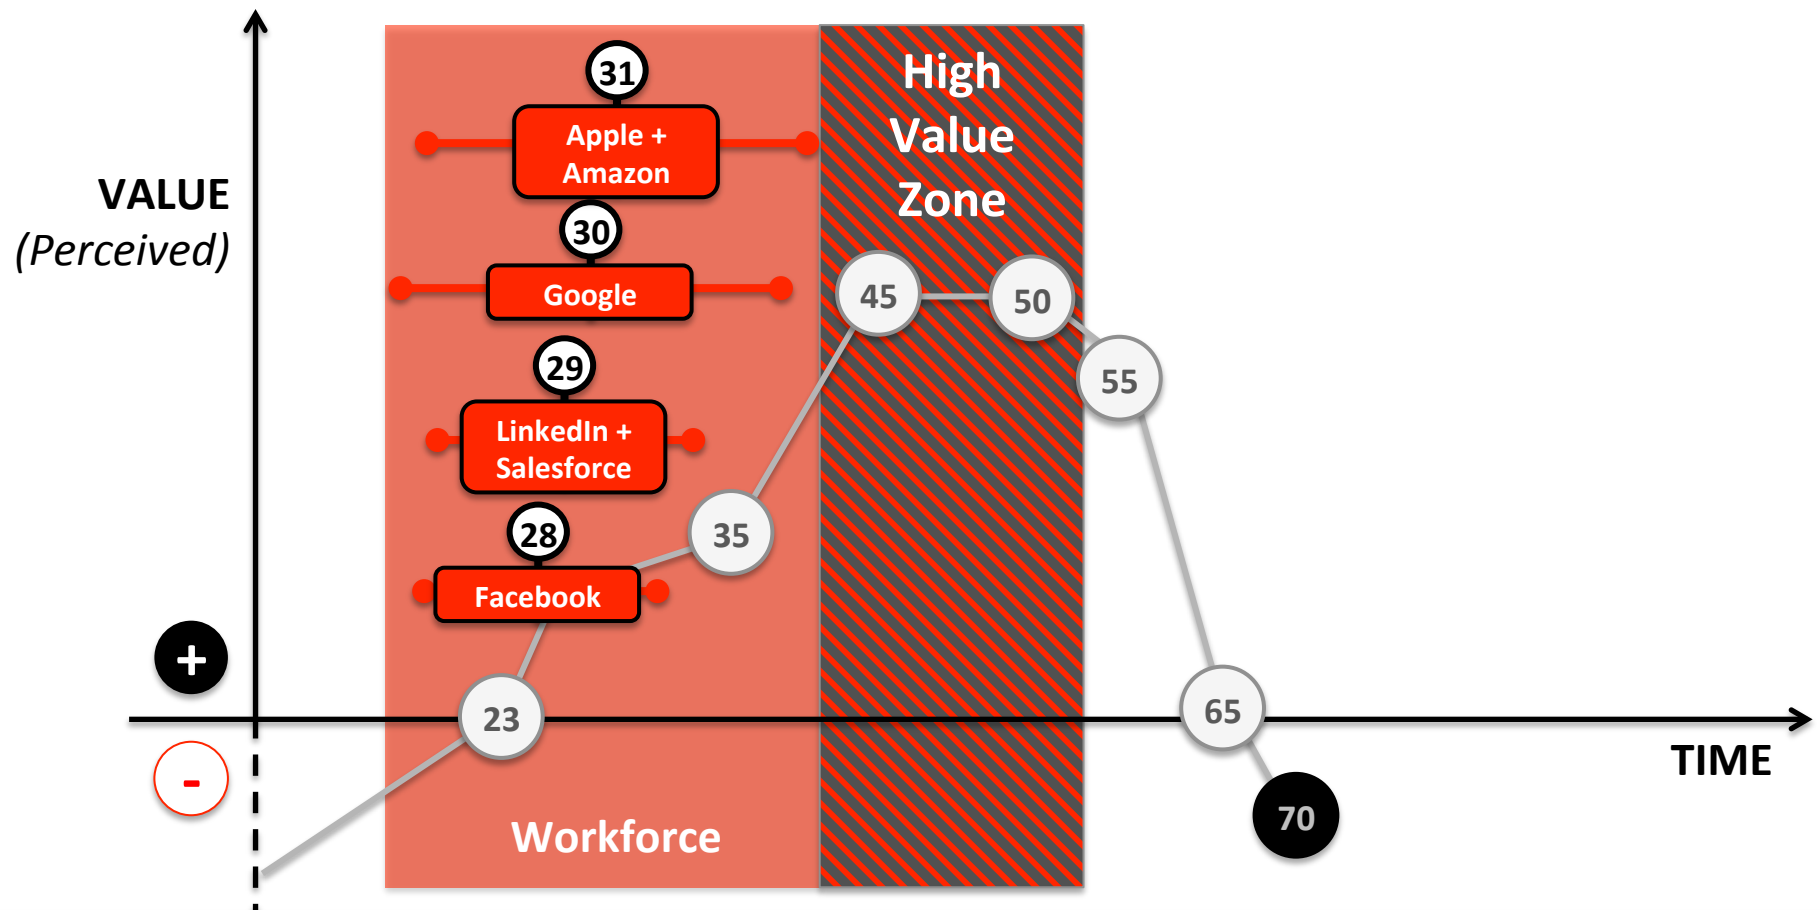 VALUE
(Perceived)
+
-
31
Apple +
Amazon
30
Google
29
LinkedIn +
Salesforce
28
Facebook
High
Value
Zone
23
35
45
50
55
65
70
Workforce
TIME